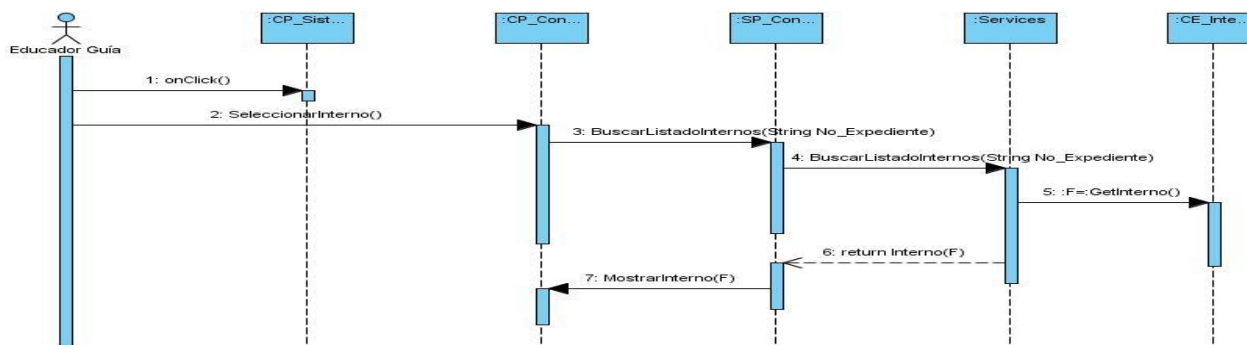 :CP_Sist...
:CP_Con...
:SP_Con...
:Services
:CE_Inte...
Educador Guía
1: onClick()
2: SeleccionarInterno()
3: BuscarListadoInternos(String No_Expediente)
4: BuscarListadoInternos(String No_Expediente)
5: :F=:GetInterno()
6: return Interno(F)
7: MostrarInterno(F)